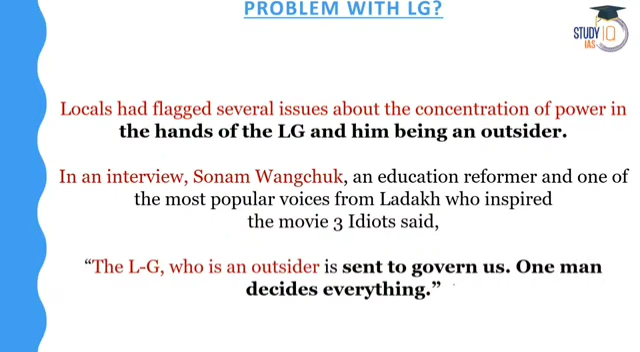 PROBLEM WITH LG?
STUDY IQ
IAS
Locals had flagged several issues about the concentration of power in
the hands of the LG and him being an outsider.
In an interview, Sonam Wangchuk, an education reformer and one of
the most popular voices from Ladakh who inspired
the movie 3 Idiots said,
“The L-G, who is an outsider is sent to govern us. One man
decides everything.”